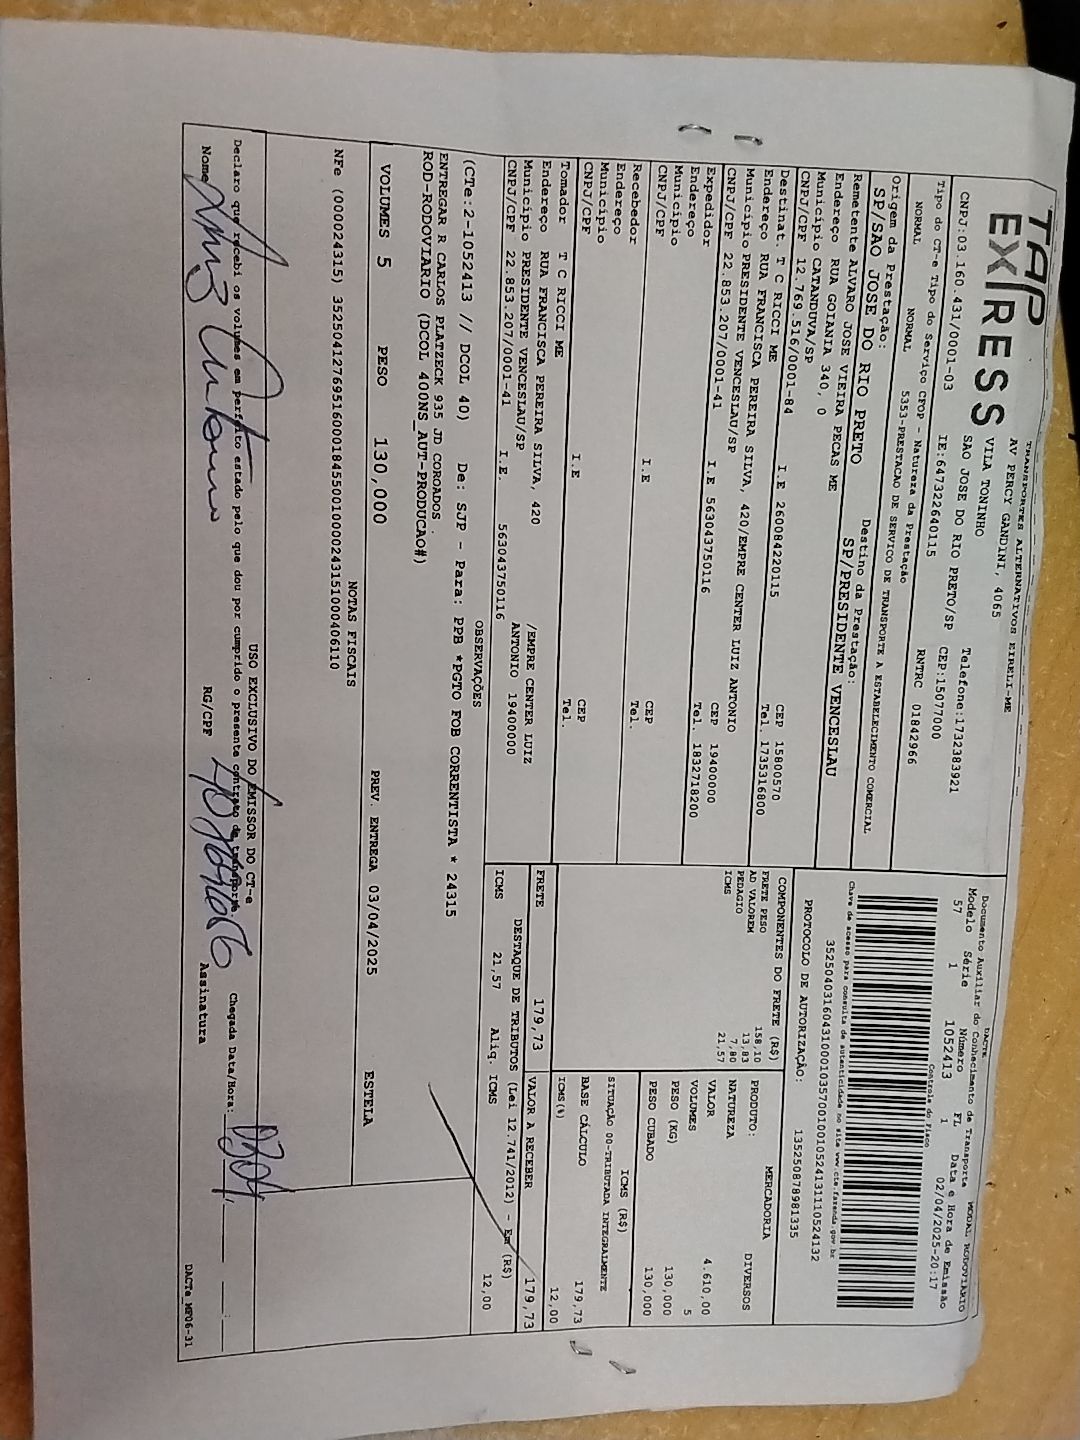 TAP
EXPRESS
TRANSPORTES ALTERNATIVOS EIRELI-ME
AV PERCY GANDINI, 4065
VILA TONINHO
SAO JOSE DO RIO PRETO/SP CEP:15077000
Telefone:1732383921
CNPJ:03.160.431/0001-03 IE:647322640115 RNTRC 01842966
Tipo do CT-e Tipo do Serviço CFOP - Natureza da Prestação
NORMAL NORMAL 5353-PRESTACAO DE SERVICO DE TRANSPORTE A ESTABELECIMENTO COMERCIAL
Origem da Prestação: Destino da Prestação:
SP/SAO JOSE DO RIO PRETO SP/PRESIDENTE VENCESLAU
DACTE MODAL RODOVIÁRIO
Documento Auxiliar do Conhecimento de Transporte
Modelo Série Número FL Data e Hora de Emissão
57 1 1052413 1 02/04/2025-20:17
Controle do Fisco
Chave de acesso para consulta de autenticidade no site www.cte.fazenda.gov.br
35250403160431000103570010010524131110524132
PROTOCOLO DE AUTORIZAÇÃO: 135250878981335
Remetente ALVARO JOSE VIEIRA PECAS ME
Endereço RUA GOIANIA 340, 0
Município CATANDUVA/SP CEP 15800570
CNPJ/CPF 12.769.516/0001-84 I.E 260084220115 Tel. 1735316800
Destinat. T C RICCI ME
Endereço RUA FRANCISCA PEREIRA SILVA, 420/EMPRE CENTER LUIZ ANTONIO
Município PRESIDENTE VENCESLAU/SP CEP 19400000
CNPJ/CPF 22.853.207/0001-41 I.E 563043750116 Tel. 1832718200
Expedidor
Endereço
Município CEP
CNPJ/CPF I.E Tel.
Recebedor
Endereço
Município CEP
CNPJ/CPF I.E Tel.
Tomador T C RICCI ME
Endereço RUA FRANCISCA PEREIRA SILVA, 420 /EMPRE CENTER LUIZ
Município PRESIDENTE VENCESLAU/SP ANTONIO 19400000
CNPJ/CPF 22.853.207/0001-41 I.E. 563043750116
COMPONENTES DO FRETE (R$)
FRETE PESO 158,10
AD VALOREM 13,83
PEDAGIO 7,80
ICMS 21,57
MERCADORIA
PRODUTO: DIVERSOS
NATUREZA
VALOR 4.610,00
VOLUMES 5
PESO (KG) 130,000
PESO CUBADO 130,000
ICMS (R$)
SITUAÇÃO 00-TRIBUTADA INTEGRALMENTE
BASE CÁLCULO 179,73
ICMS(%) 12,00
FRETE 179,73 VALOR A RECEBER 179,73
DESTAQUE DE TRIBUTOS (Lei 12.741/2012) - Em (R$)
ICMS 21,57 Aliq. ICMS 12,00
OBSERVAÇÕES
(CTe:2-1052413 // DCOL 40) De: SJP - Para: PPB *PGTO FOB CORRENTISTA * 24315
ENTREGAR R CARLOS PLATZECK 935 JD COROADOS
ROD-RODOVIARIO (DCOL 400NS_AUT-PRODUCAO#)
VOLUMES 5 PESO 130,000 PREV. ENTREGA 03/04/2025 ESTELA
NOTAS FISCAIS
NFe (000024315) 35250412769516000184550010000243151000406110
USO EXCLUSIVO DO EMISSOR DO CT-e
Declaro que recebi os volumes em perfeito estado pelo que dou por cumprido o presente contrato de transporte.
Chegada Data/Hora:
Nome RG/CPF Assinatura
DACTe_MF06-31